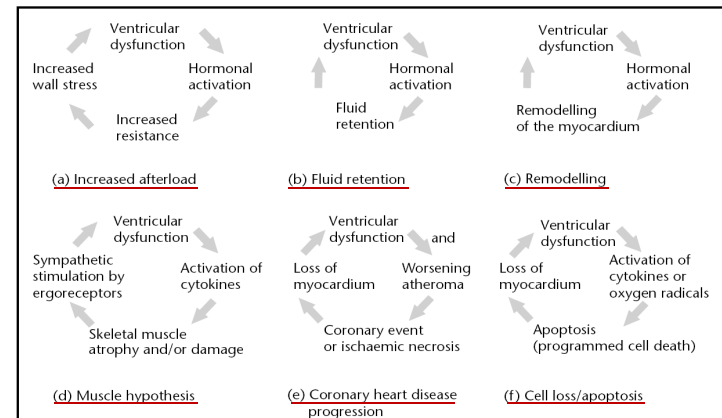 Ventricular
dysfunction
Increased
wall stress
Hormonal
activation
Increased
resistance
(a) Increased afterload
Ventricular
dysfunction
Hormonal
activation
Fluid
retention
(b) Fluid retention
Ventricular
dysfunction
Hormonal
activation
Remodelling
of the myocardium
(c) Remodelling
Ventricular
dysfunction
Sympathetic
stimulation by
ergoreceptors
Activation of
cytokines
Skeletal muscle
atrophy and/or damage
(d) Muscle hypothesis
Ventricular
dysfunction
and
Loss of
myocardium
Worsening
atheroma
Coronary event
or ischaemic necrosis
(e) Coronary heart disease
progression
Ventricular
dysfunction
Loss of
myocardium
Activation of
cytokines or
oxygen radicals
Apoptosis
(programmed cell death)
(f) Cell loss/apoptosis